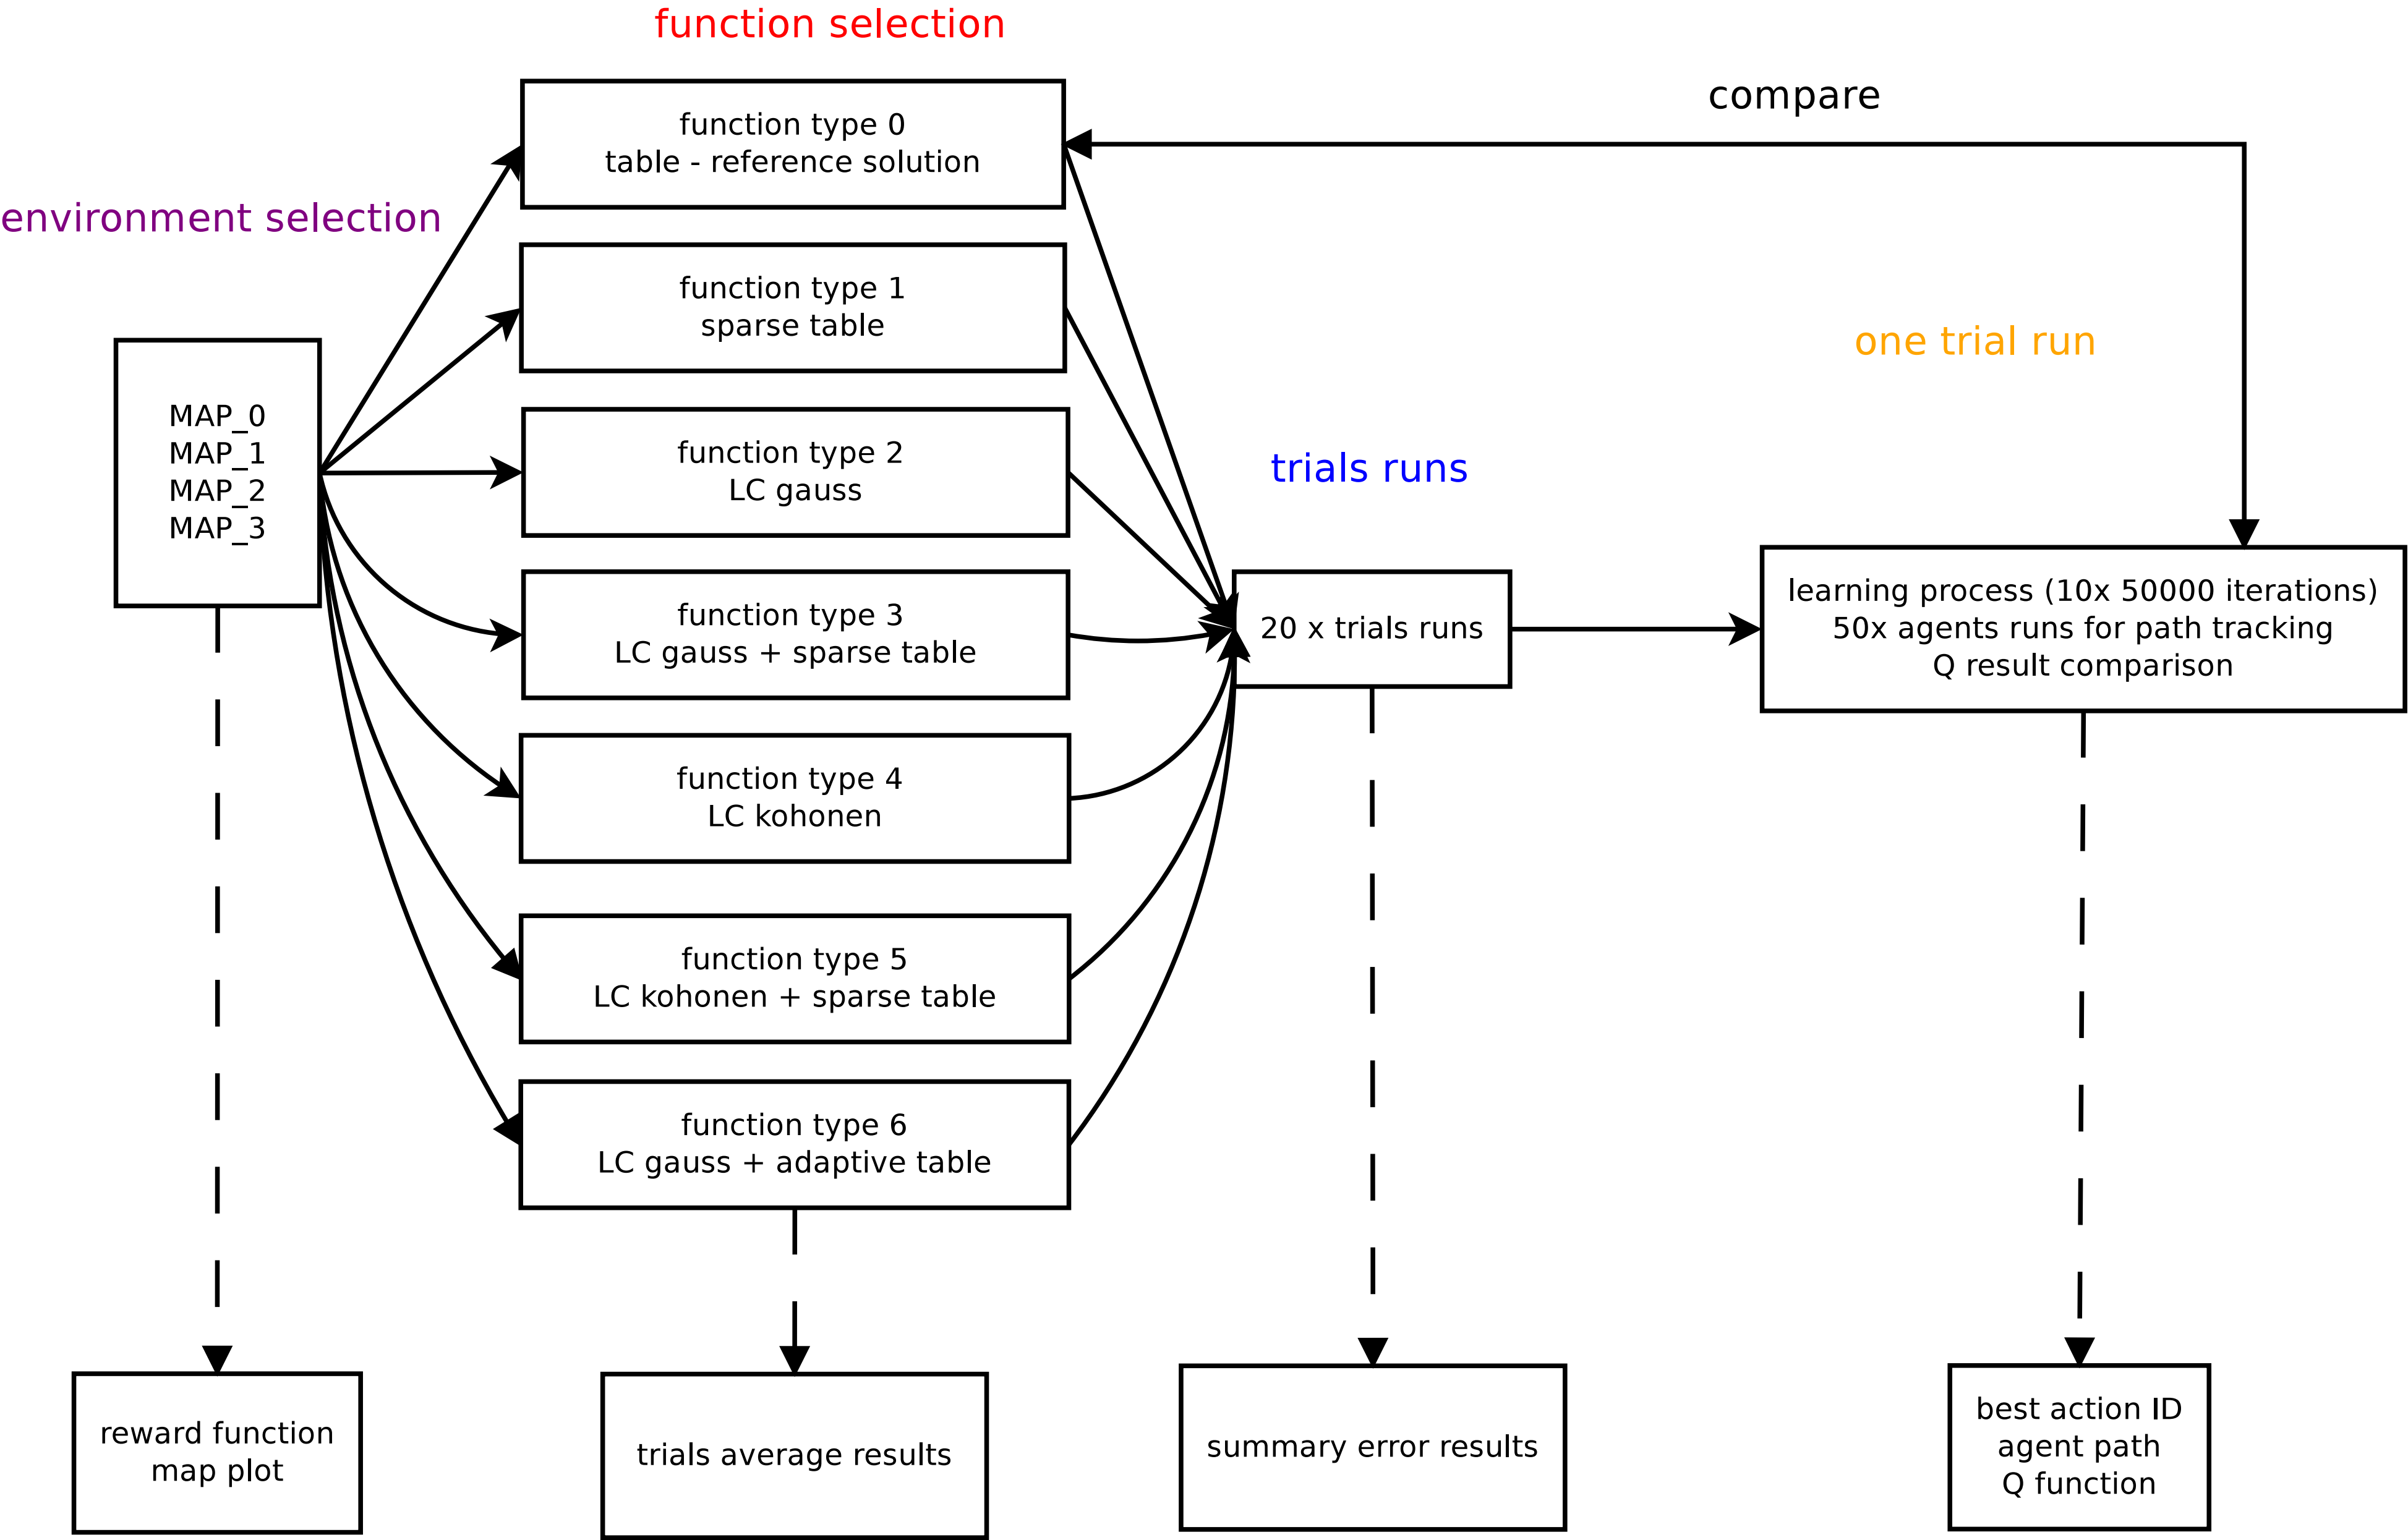 function selection
compare
function type 0
table - reference solution
environment selection
function type 1
sparse table
one trial run
MAP_0
MAP_1
MAP_2
MAP_3
function type 2
LC gauss
trials runs
function type 3
LC gauss + sparse table
20 x trials runs
learning process (10x 50000 iterations)
50x agents runs for path tracking
Q result comparison
function type 4
LC kohonen
function type 5
LC kohonen + sparse table
function type 6
LC gauss + adaptive table
reward function
map plot
trials average results
summary error results
best action ID
agent path
Q function